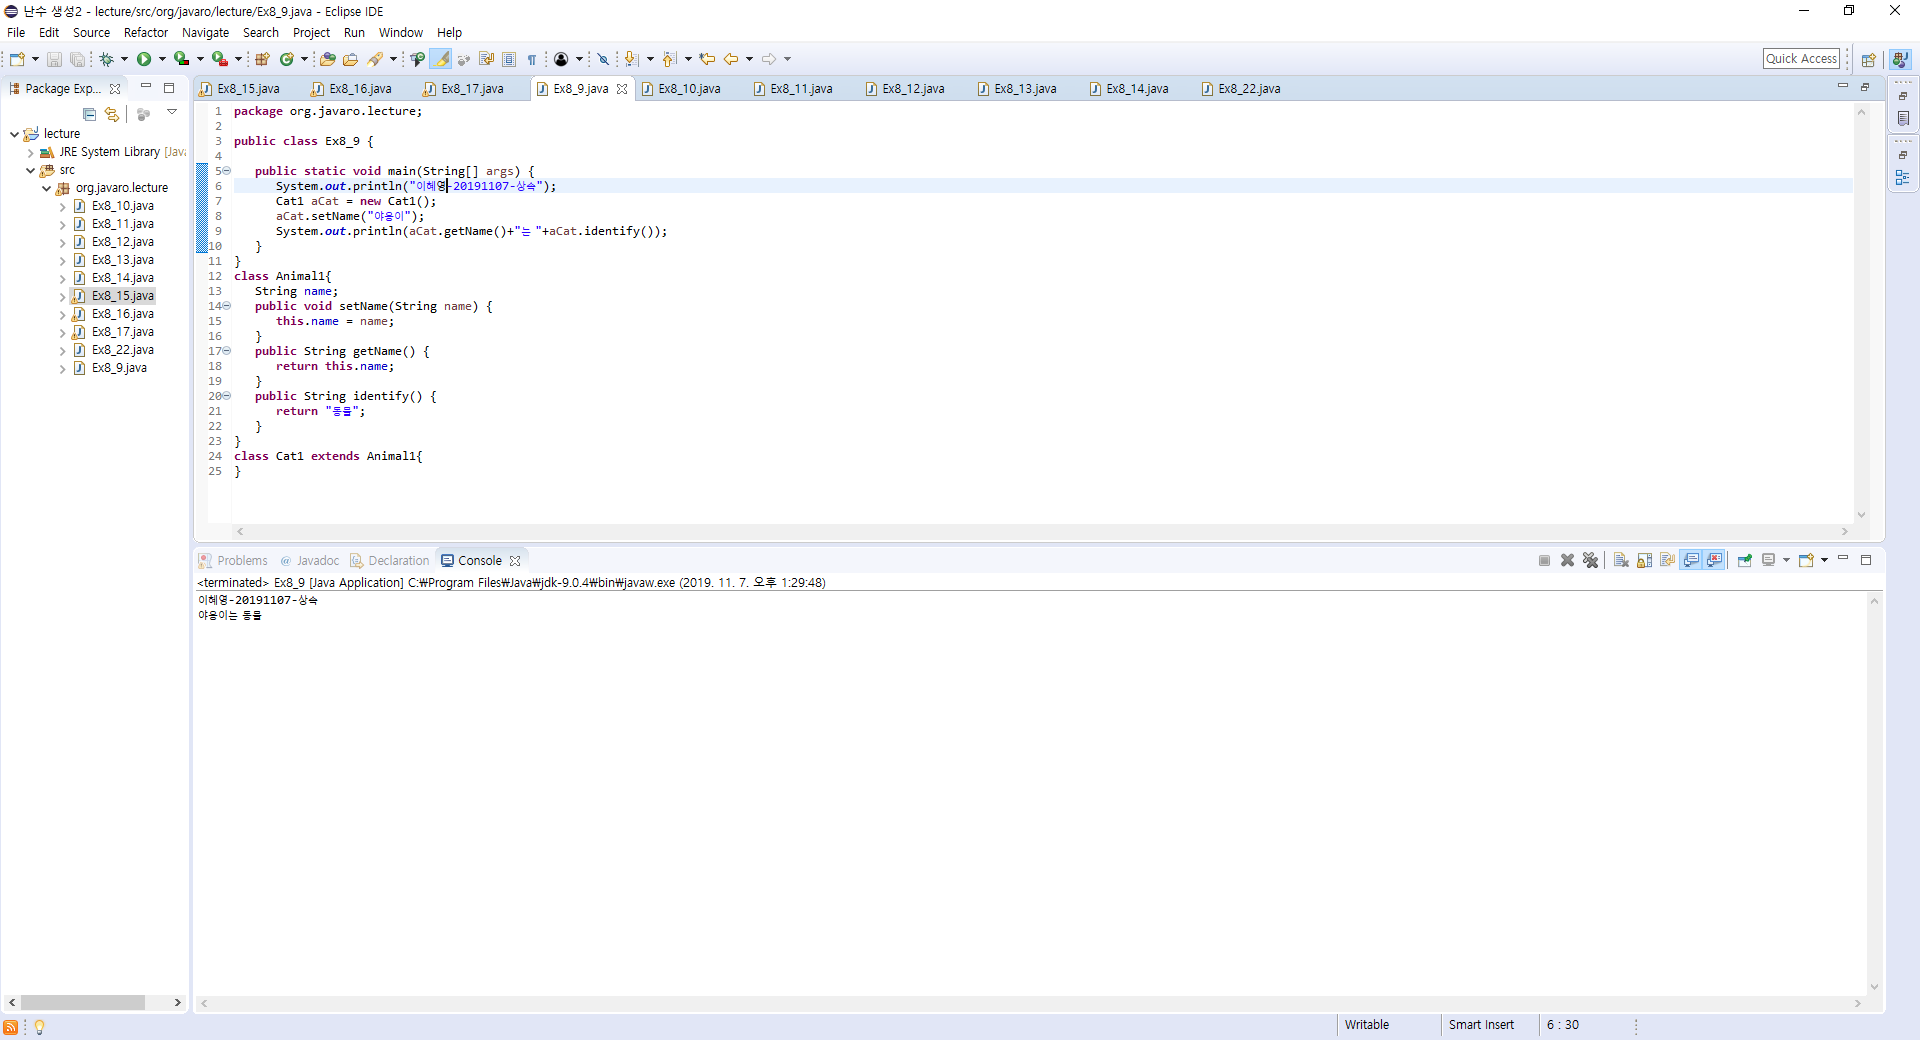 난수 생성2 - lecture/src/org/javaro/lecture/Ex8_9.java - Eclipse IDE
File Edit Source Refactor Navigate Search Project Run Window Help
Quick Access
Package Exp...
Ex8_15.java Ex8_16.java Ex8_17.java Ex8_9.java Ex8_10.java Ex8_11.java Ex8_12.java Ex8_13.java Ex8_14.java Ex8_22.java
lecture
JRE System Library [Java
src
org.javaro.lecture
Ex8_10.java
Ex8_11.java
Ex8_12.java
Ex8_13.java
Ex8_14.java
Ex8_15.java
Ex8_16.java
Ex8_17.java
Ex8_22.java
Ex8_9.java
1 package org.javaro.lecture;
2
3 public class Ex8_9 {
4
5 public static void main(String[] args) {
6 System.out.println("이혜영-20191107-상속");
7 Cat1 aCat = new Cat1();
8 aCat.setName("야옹이");
9 System.out.println(aCat.getName()+"는 "+aCat.identify());
10 }
11 }
12 class Animal1{
13 String name;
14 public void setName(String name) {
15 this.name = name;
16 }
17 public String getName() {
18 return this.name;
19 }
20 public String identify() {
21 return "동물";
22 }
23 }
24 class Cat1 extends Animal1{
25 }
Problems Javadoc Declaration Console
<terminated> Ex8_9 [Java Application] C:₩Program Files₩Java₩jdk-9.0.4₩bin₩javaw.exe (2019. 11. 7. 오후 1:29:48)
이혜영-20191107-상속
야옹이는 동물
Writable Smart Insert 6 : 30